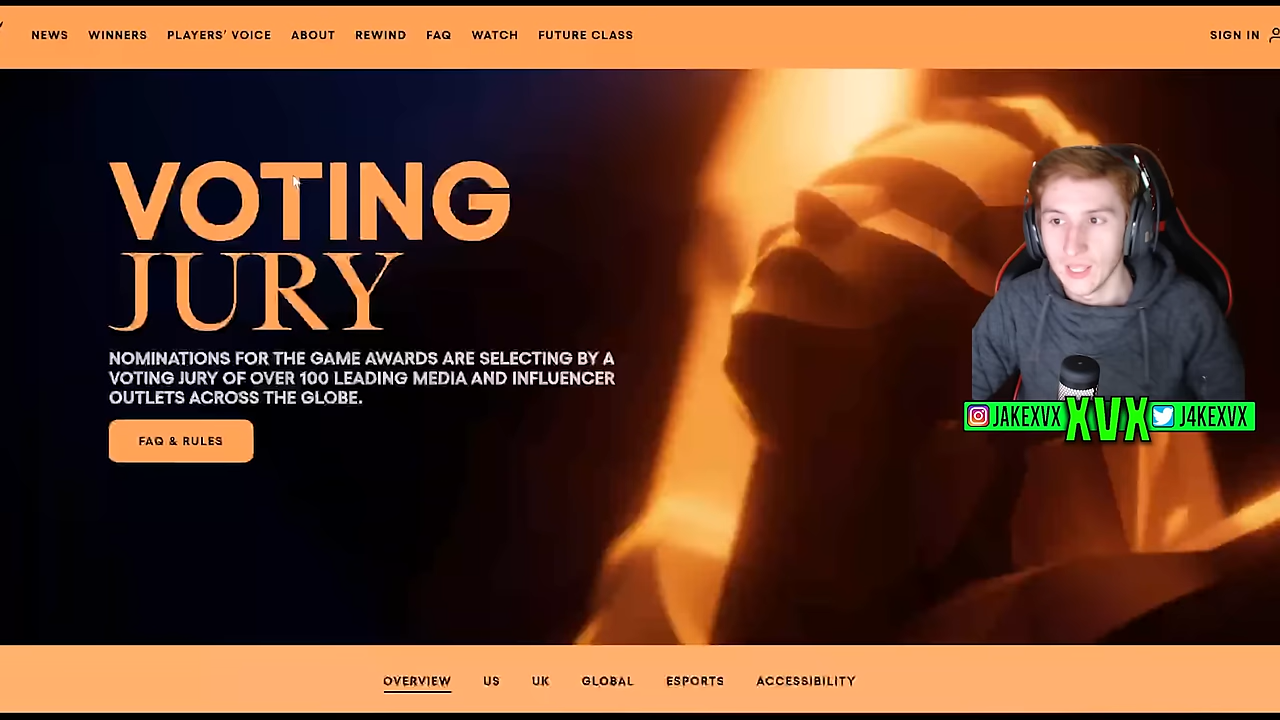 NEWS WINNERS PLAYERS' VOICE ABOUT REWIND FAQ WATCH FUTURE CLASS SIGN IN
VOTING
JURY
NOMINATIONS FOR THE GAME AWARDS ARE SELECTING BY A
VOTING JURY OF OVER 100 LEADING MEDIA AND INFLUENCER
OUTLETS ACROSS THE GLOBE.
FAQ & RULES
JAKEXVX XVX J4KEXVX
OVERVIEW US UK GLOBAL ESPORTS ACCESSIBILITY